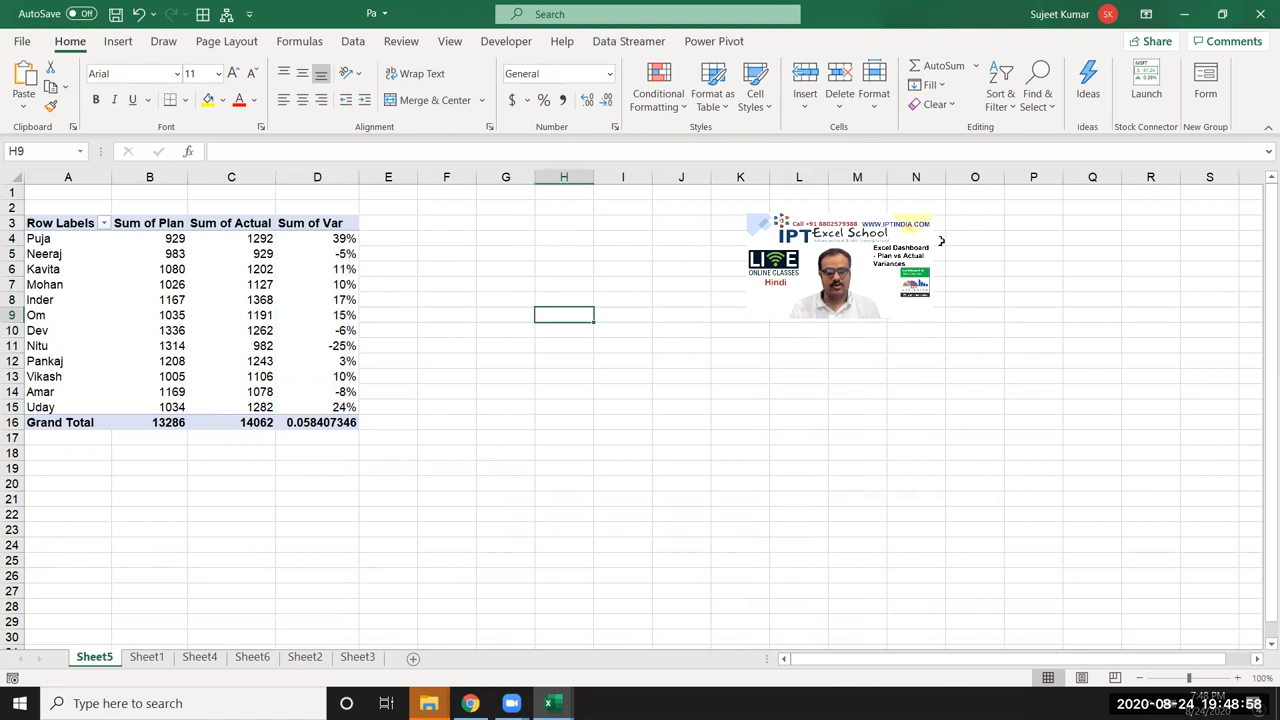 AutoSave Off Pa Search Sujeet Kumar SK
File Home Insert Draw Page Layout Formulas Data Review View Developer Help Data Streamer Power Pivot Share Comments
Paste Arial 11 Wrap Text General Conditional Formatting Format as Table Cell Styles Insert Delete Format AutoSum Fill Clear Sort & Filter Find & Select Ideas Launch Form
B I U Merge & Center $ % ,
Clipboard Font Alignment Number Styles Cells Editing Ideas Stock Connector New Group
H9 fx
A B C D E F G H I J K L M N O P Q R S
1
2
3 Row Labels Sum of Plan Sum of Actual Sum of Var
4 Puja 929 1292 39%
5 Neeraj 983 929 -5%
6 Kavita 1080 1202 11%
7 Mohan 1026 1127 10%
8 Inder 1167 1368 17%
9 Om 1035 1191 15%
10 Dev 1336 1262 -6%
11 Nitu 1314 982 -25%
12 Pankaj 1208 1243 3%
13 Vikash 1005 1106 10%
14 Amar 1169 1078 -8%
15 Uday 1034 1282 24%
16 Grand Total 13286 14062 0.058407346
17
18
19
20
21
22
23
24
25
26
27
28
29
30
Call +91 8802579388 WWW.IPTINDIA.COM
IPT Excel School
LIVE
ONLINE CLASSES
Hindi
Excel Dashboard
- Plan vs Actual
Variances
Sheet5 Sheet1 Sheet4 Sheet6 Sheet2 Sheet3
100%
Type here to search
7:48 PM
2020-08-24 19:48:58
8/24/2020